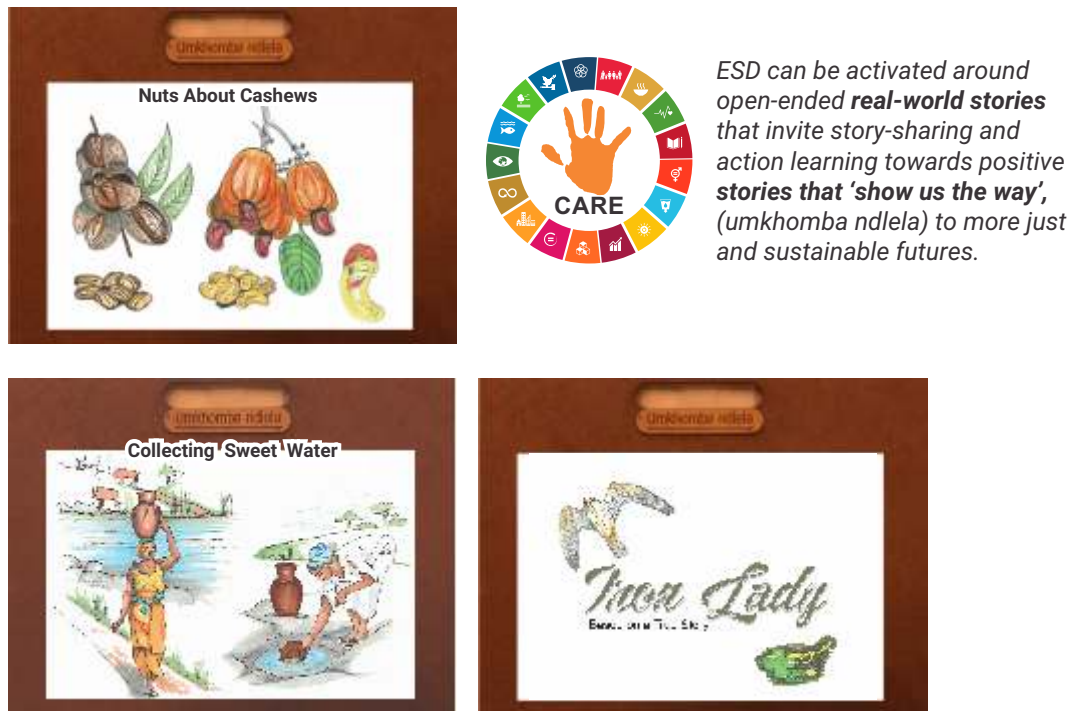 Umkhomba ndlela
Nuts About Cashews
CARE
ESD can be activated around
open-ended real-world stories
that invite story-sharing and
action learning towards positive
stories that ‘show us the way’,
(umkhomba ndlela) to more just
and sustainable futures.
Umkhomba ndlela
Collecting Sweet Water
Umkhomba ndlela
Iron Lady
Based on a True Story